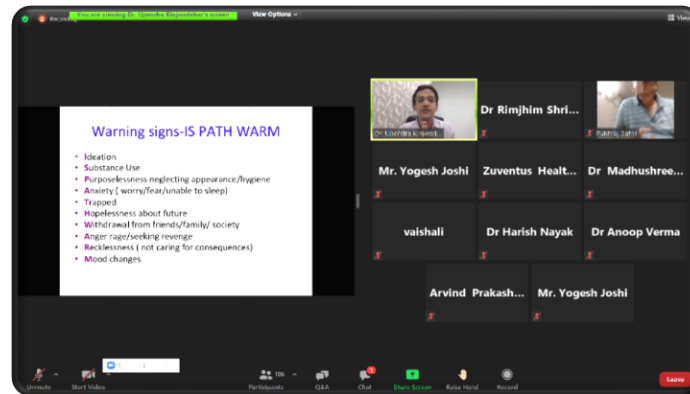 You are viewing Dr. Upendra Kinjwadekar's screen
View Options
View
Warning signs-IS PATH WARM
• Ideation
• Substance Use
• Purposelessness neglecting appearance/hygiene
• Anxiety ( worry/fear/unable to sleep)
• Trapped
• Hopelessness about future
• Withdrawal from friends/family/ society
• Anger rage/seeking revenge
• Recklessness ( not caring for consequences)
• Mood changes
Dr Rimjhim Shri...
Mr. Yogesh Joshi
Zuventus Healt...
Dr Madhushree...
vaishali
Dr Harish Nayak
Dr Anoop Verma
Arvind Prakash...
Mr. Yogesh Joshi
Unmute
Start Video
106
Participants
Q&A
Chat
Share Screen
Raise Hand
Record
Leave